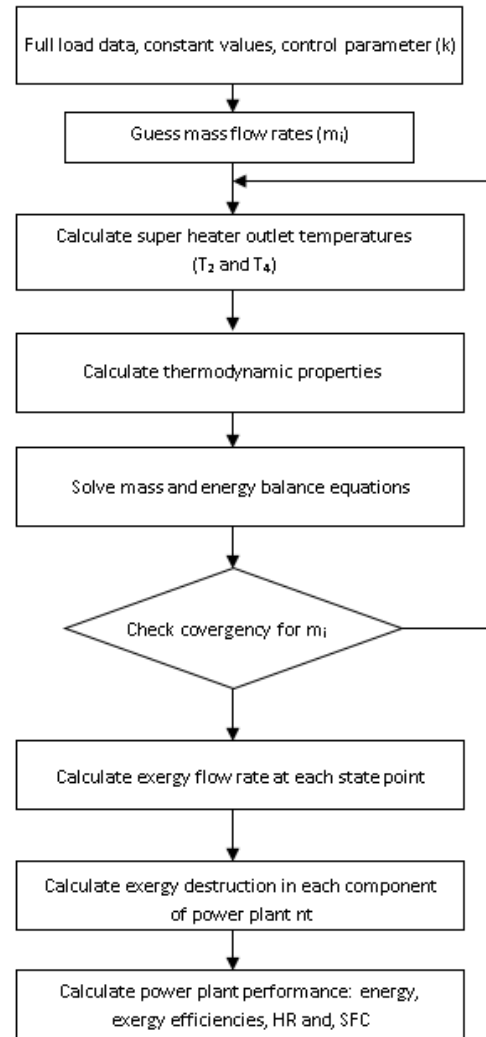 Full load data, constant values, control parameter (k)
Guess mass flow rates (mᵢ)
Calculate super heater outlet temperatures
(T₂ and T₄)
Calculate thermodynamic properties
Solve mass and energy balance equations
Check covergency for mᵢ
Calculate exergy flow rate at each state point
Calculate exergy destruction in each component
of power plant nt
Calculate power plant performance: energy,
exergy efficiencies, HR and, SFC